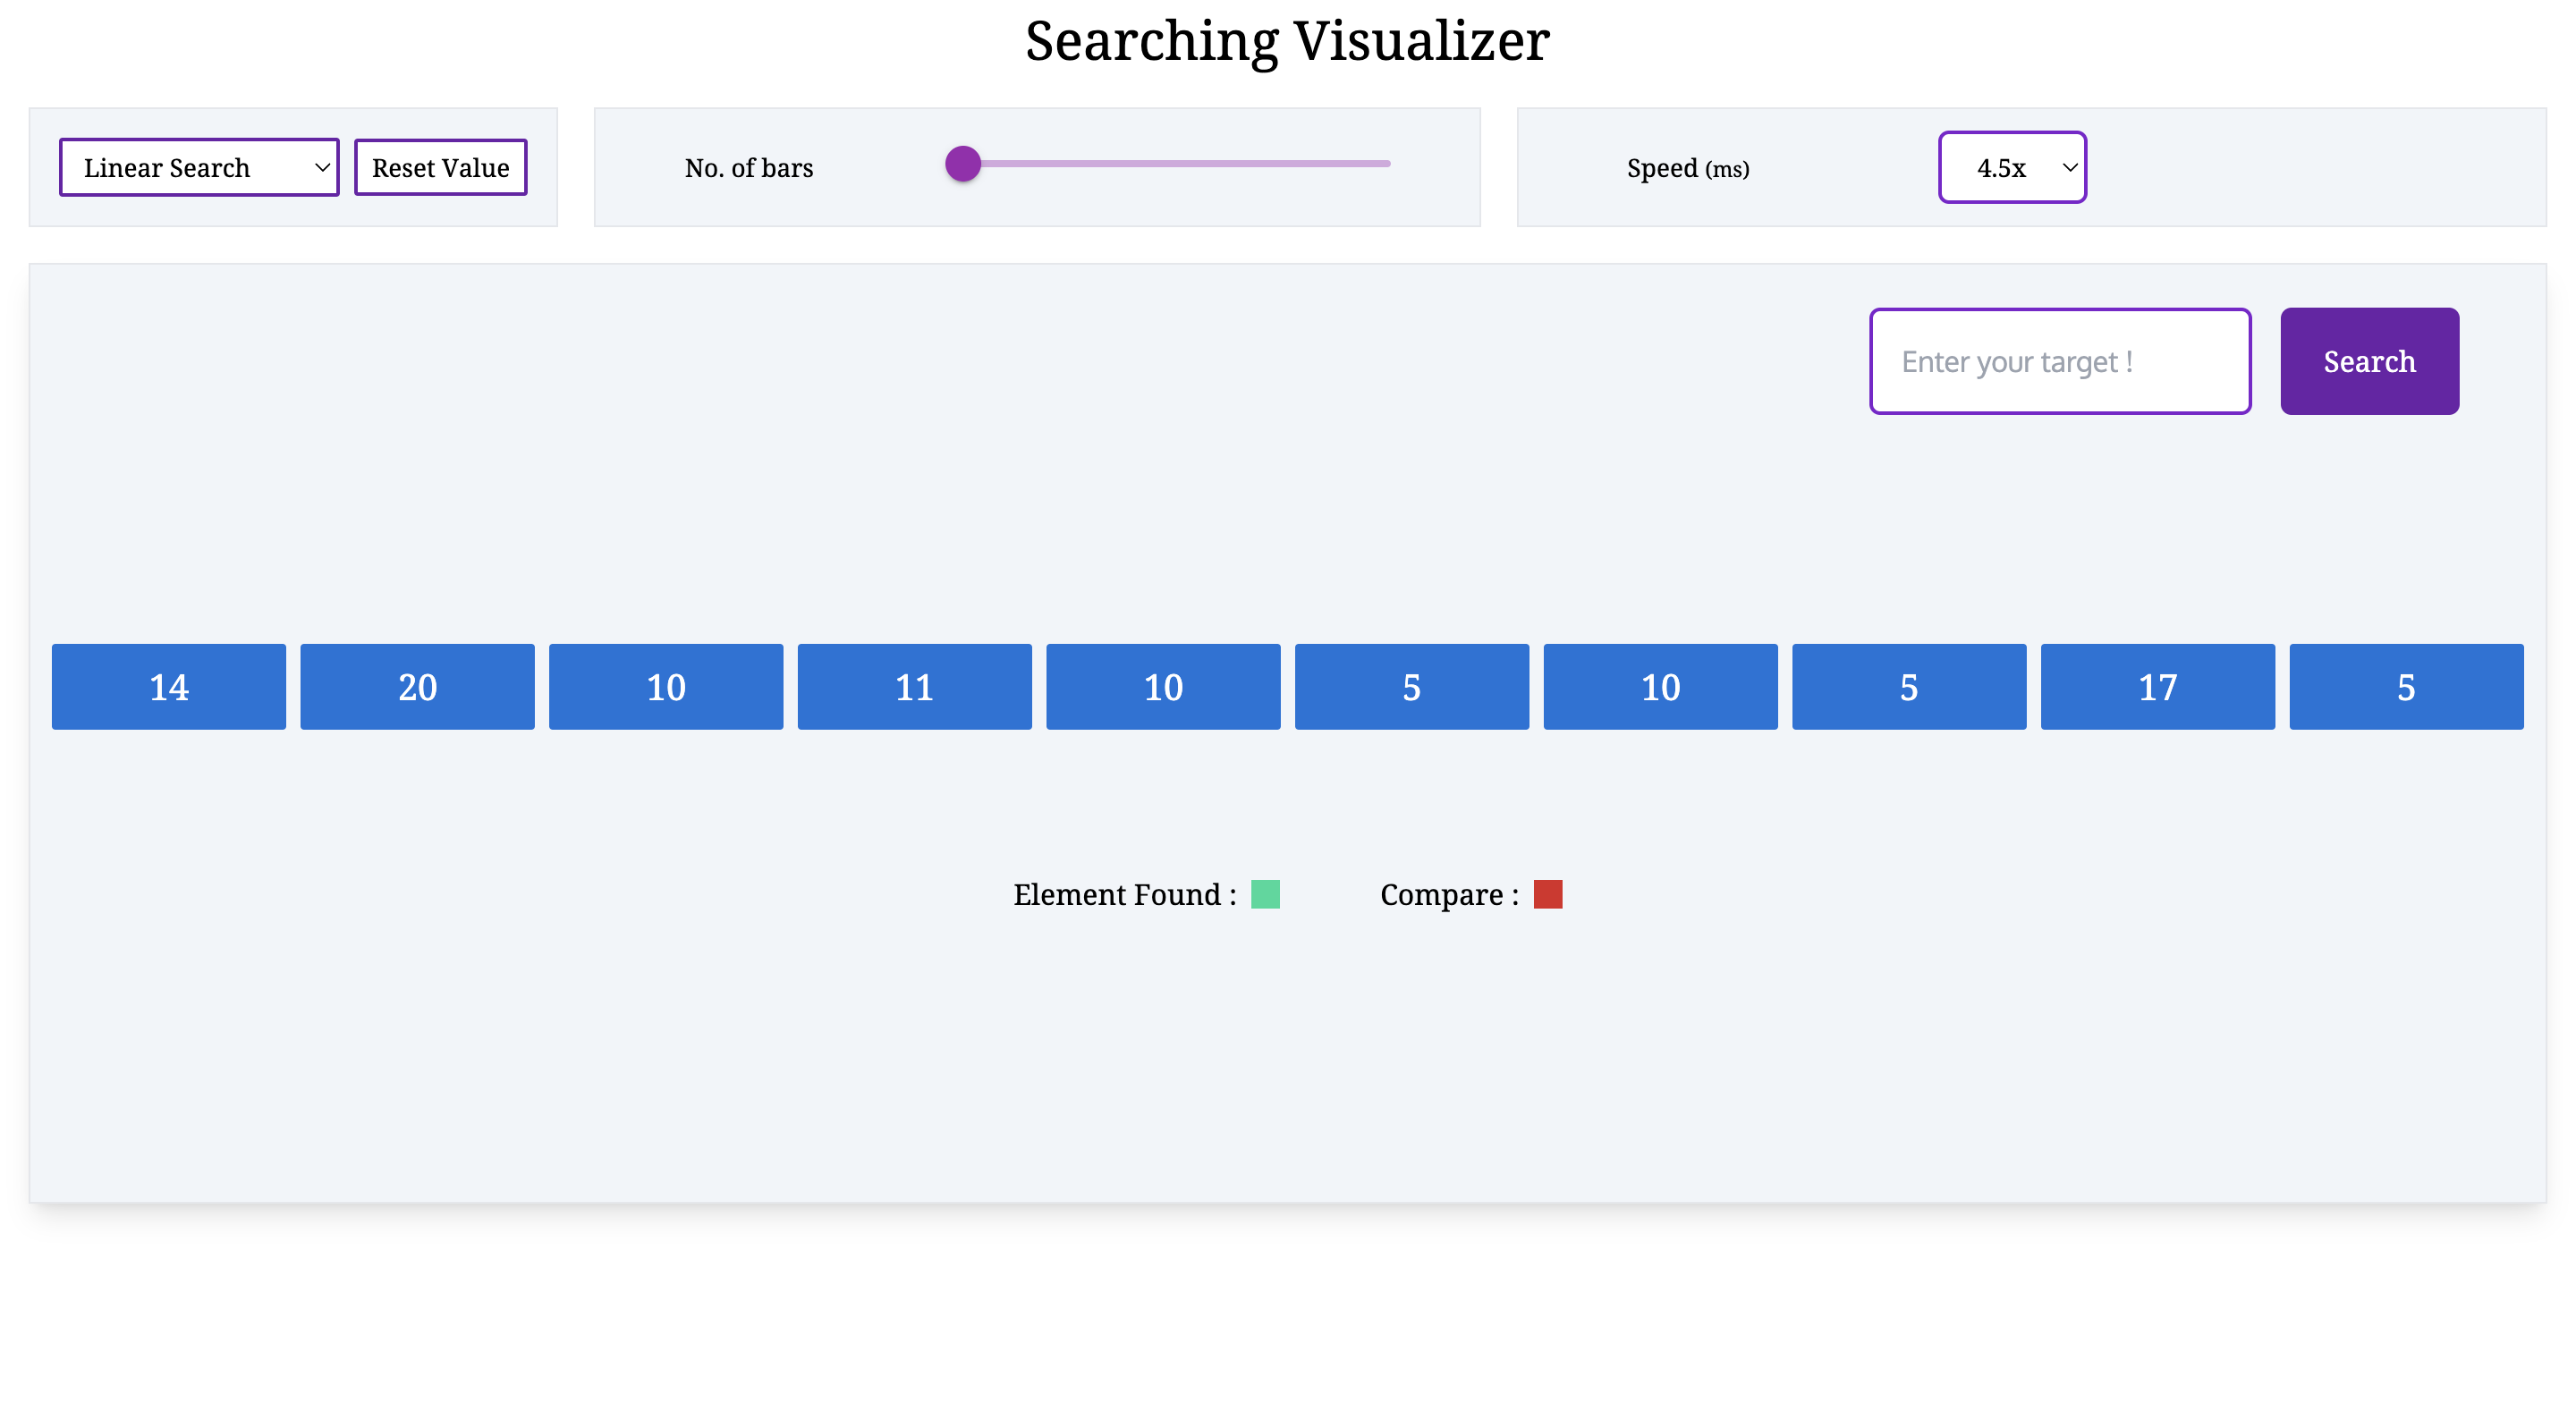 Searching Visualizer
Linear Search Reset Value No. of bars Speed (ms) 4.5x
Enter your target ! Search
14 20 10 11 10 5 10 5 17 5
Element Found : Compare :